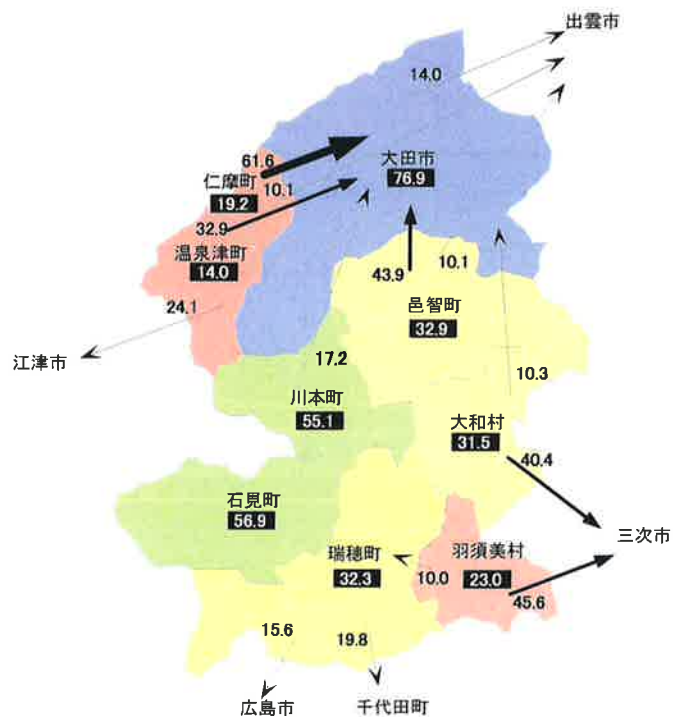 出雲市
14.0
大田市
76.9
61.6
仁摩町
19.2
10.1
32.9
温泉津町
14.0
24.1
江津市
43.9
10.1
邑智町
32.9
17.2
10.3
川本町
55.1
大和村
31.5
40.4
石見町
56.9
三次市
瑞穂町
32.3
10.0
羽須美村
23.0
45.6
15.6
19.8
広島市
千代田町